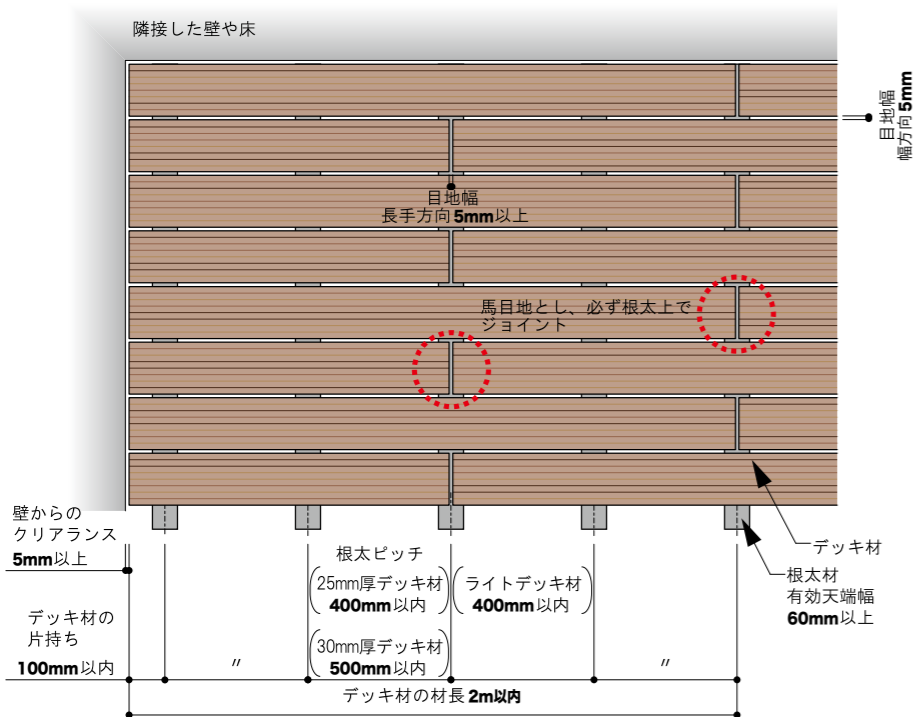 隣接した壁や床
目地幅
幅方向5mm
目地幅
長手方向5mm以上
馬目地とし、必ず根太上で
ジョイント
壁からの
クリアランス
5mm以上
デッキ材の
片持ち
100mm以内
〃
根太ピッチ
25mm厚デッキ材
400mm以内
30mm厚デッキ材
500mm以内
ライトデッキ材
400mm以内
〃
デッキ材
根太材
有効天端幅
60mm以上
デッキ材の材長 2m以内